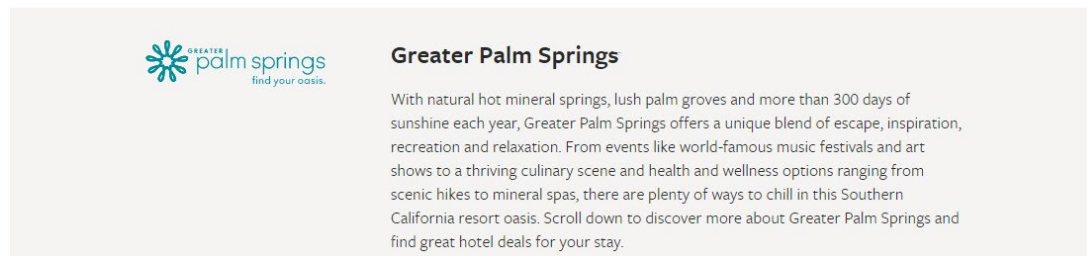 GREATER
palm springs
find your oasis.
Greater Palm Springs
With natural hot mineral springs, lush palm groves and more than 300 days of
sunshine each year, Greater Palm Springs offers a unique blend of escape, inspiration,
recreation and relaxation. From events like world-famous music festivals and art
shows to a thriving culinary scene and health and wellness options ranging from
scenic hikes to mineral spas, there are plenty of ways to chill in this Southern
California resort oasis. Scroll down to discover more about Greater Palm Springs and
find great hotel deals for your stay.